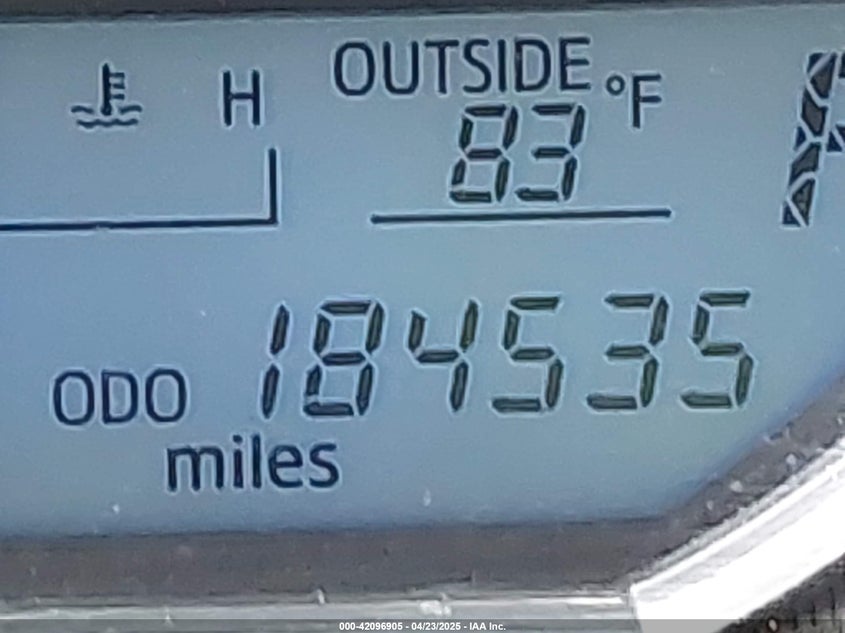 H
OUTSIDE
83 °F
ODO 184535
miles
000-42096905 - 04/23/2025 - IAA Inc.